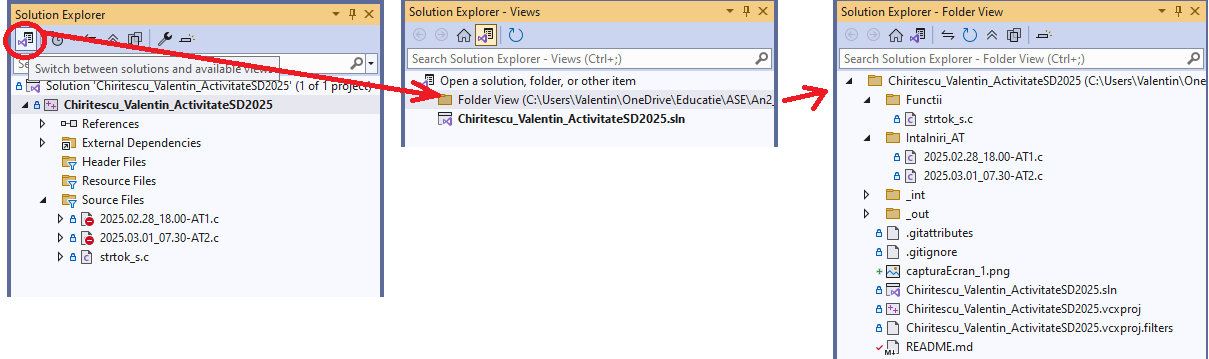 Solution Explorer
Switch between solutions and available views
Solution 'Chiritescu_Valentin_ActivitateSD2025' (1 of 1 project)
Chiritescu_Valentin_ActivitateSD2025
References
External Dependencies
Header Files
Resource Files
Source Files
2025.02.28_18.00-AT1.c
2025.03.01_07.30-AT2.c
strtok_s.c
Solution Explorer - Views
Search Solution Explorer - Views (Ctrl+;)
Open a solution, folder, or other item
Folder View (C:\Users\Valentin\OneDrive\Educatie\ASE\An2_
Chiritescu_Valentin_ActivitateSD2025.sln
Solution Explorer - Folder View
Search Solution Explorer - Folder View (Ctrl+;)
Chiritescu_Valentin_ActivitateSD2025 (C:\Users\Valentin\One
Functii
strtok_s.c
Intalniri_AT
2025.02.28_18.00-AT1.c
2025.03.01_07.30-AT2.c
_int
_out
.gitattributes
.gitignore
capturaEcran_1.png
Chiritescu_Valentin_ActivitateSD2025.sln
Chiritescu_Valentin_ActivitateSD2025.vcxproj
Chiritescu_Valentin_ActivitateSD2025.vcxproj.filters
README.md